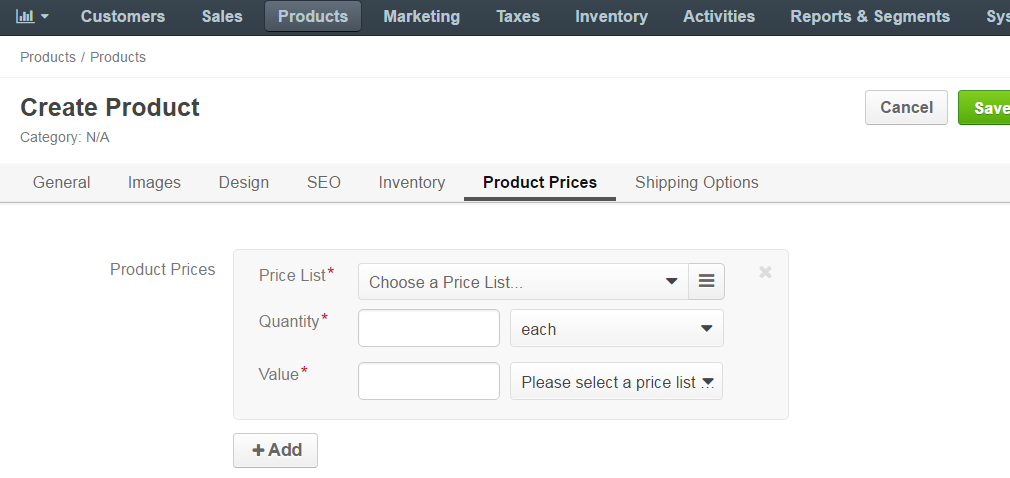 Customers Sales Products Marketing Taxes Inventory Activities Reports & Segments Sys
Products / Products
Create Product
Cancel Save
Category: N/A
General Images Design SEO Inventory Product Prices Shipping Options
Product Prices
Price List* Choose a Price List...
Quantity* each
Value* Please select a price list ...
+ Add